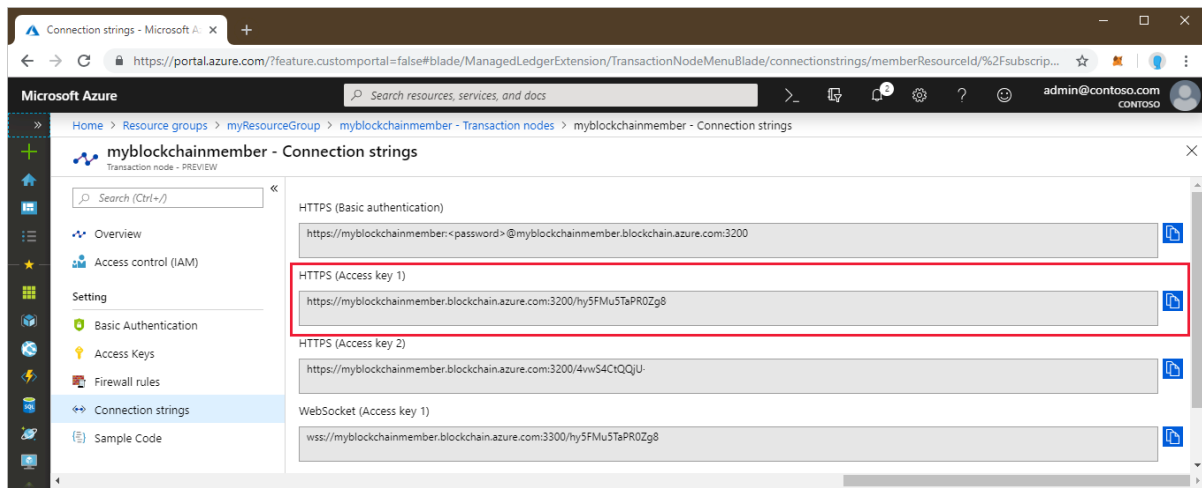 Connection strings - Microsoft A
https://portal.azure.com/?feature.customportal=false#blade/ManagedLedgerExtension/TransactionNodeMenuBlade/connectionstrings/memberResourceId/%2Fsubscrip...
Microsoft Azure
Search resources, services, and docs
2
admin@contoso.com
CONTOSO
Home > Resource groups > myResourceGroup > myblockchainmember - Transaction nodes > myblockchainmember - Connection strings
myblockchainmember - Connection strings
Transaction node - PREVIEW
Search (Ctrl+/)
Overview
Access control (IAM)
Setting
Basic Authentication
Access Keys
Firewall rules
Connection strings
Sample Code
HTTPS (Basic authentication)
https://myblockchainmember:<password>@myblockchainmember.blockchain.azure.com:3200
HTTPS (Access key 1)
https://myblockchainmember.blockchain.azure.com:3200/hy5FMu5TaPR0Zg8
HTTPS (Access key 2)
https://myblockchainmember.blockchain.azure.com:3200/4vwS4CtQQjU-
WebSocket (Access key 1)
wss://myblockchainmember.blockchain.azure.com:3300/hy5FMu5TaPR0Zg8
SQL